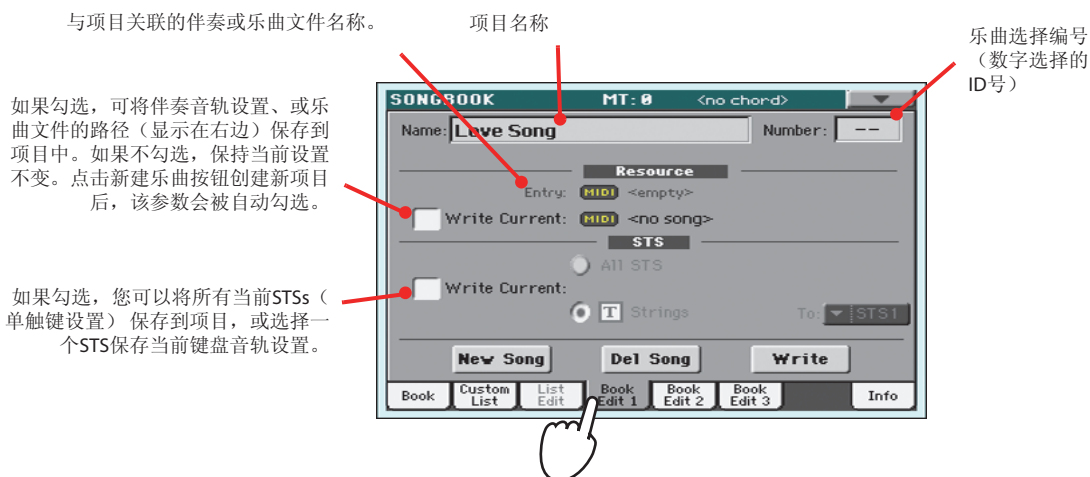 与项目关联的伴奏或乐曲文件名称。
项目名称
乐曲选择编号
（数字选择的
ID号）
如果勾选，可将伴奏音轨设置、或乐
曲文件的路径（显示在右边）保存到
项目中。如果不勾选，保持当前设置
不变。点击新建乐曲按钮创建新项目
后，该参数会被自动勾选。
如果勾选，您可以将所有当前STSs（
单触键设置） 保存到项目，或选择一
个STS保存当前键盘音轨设置。
SONGBOOK MT:0 <no chord>
Name: Love Song Number: --
Resource
Entry: MIDI <empty>
Write Current: MIDI <no song>
STS
All STS
Write Current:
T Strings To: STS1
New Song Del Song Write
Book Custom List List Edit Book Edit 1 Book Edit 2 Book Edit 3 Info